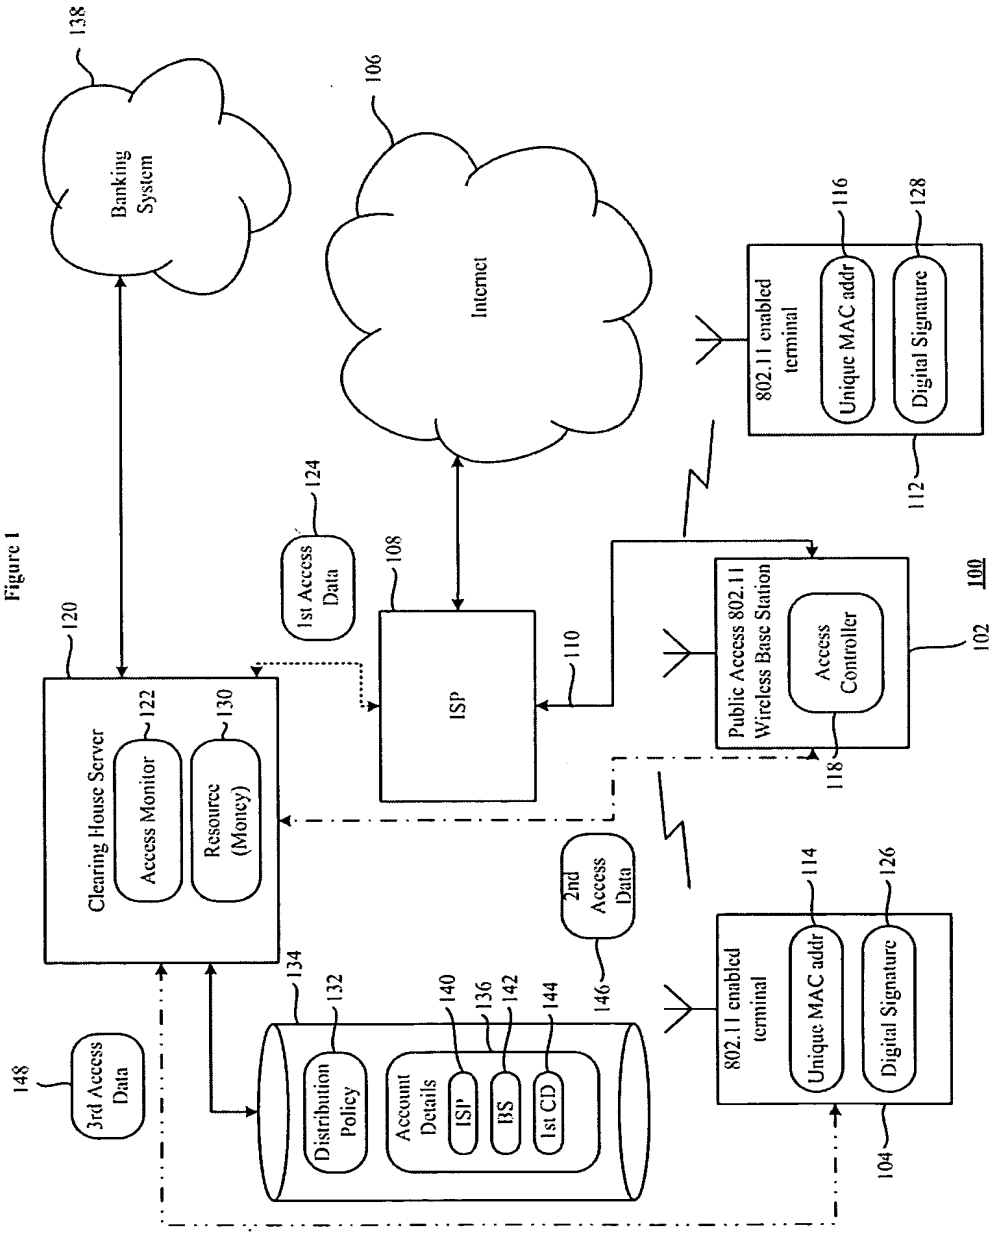 Figure 1
148
3rd Access
Data
Clearing House Server
120
Access Monitor
122
Resource
(Money)
130
Banking
System
138
134
Distribution
Policy
132
Account
Details
136
ISP
140
BS
142
1st CD
144
1st Access
Data
124
ISP
108
Internet
106
110
2nd
Access
Data
146
802.11 enabled
terminal
Unique MAC addr
114
Digital Signature
126
104
Public Access 802.11
Wireless Base Station
Access
Controller
118
102
802.11 enabled
terminal
Unique MAC addr
116
Digital Signature
128
112
100